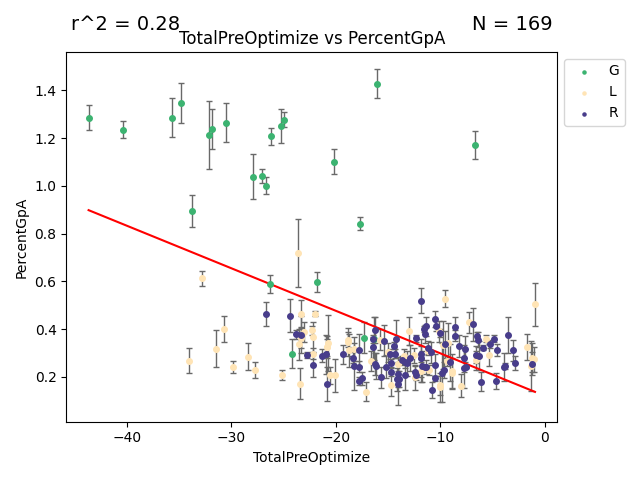 r^2 = 0.28
N = 169
TotalPreOptimize vs PercentGpA
G
L
R
PercentGpA
1.4
1.2
1.0
0.8
0.6
0.4
0.2
−40
−30
−20
−10
0
TotalPreOptimize